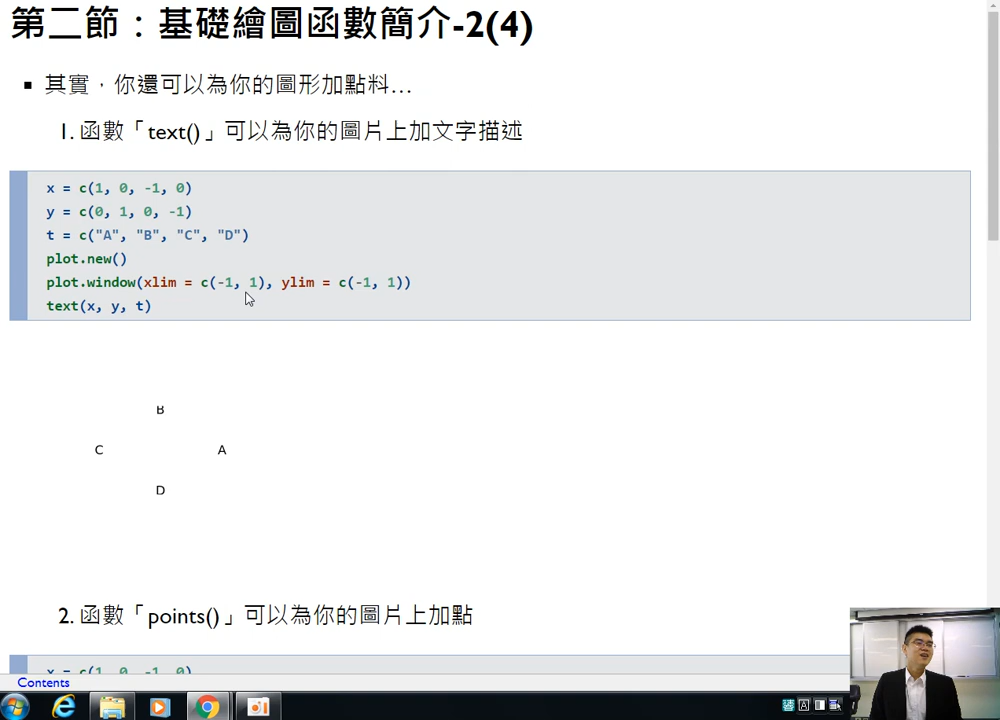 第二節：基礎繪圖函數簡介-2(4)
▪ 其實，你還可以為你的圖形加點料…
1. 函數「text()」可以為你的圖片上加文字描述
x = c(1, 0, -1, 0)
y = c(0, 1, 0, -1)
t = c("A", "B", "C", "D")
plot.new()
plot.window(xlim = c(-1, 1), ylim = c(-1, 1))
text(x, y, t)
B
C A
D
2. 函數「points()」可以為你的圖片上加點
x = c(1, 0, -1, 0)
Contents